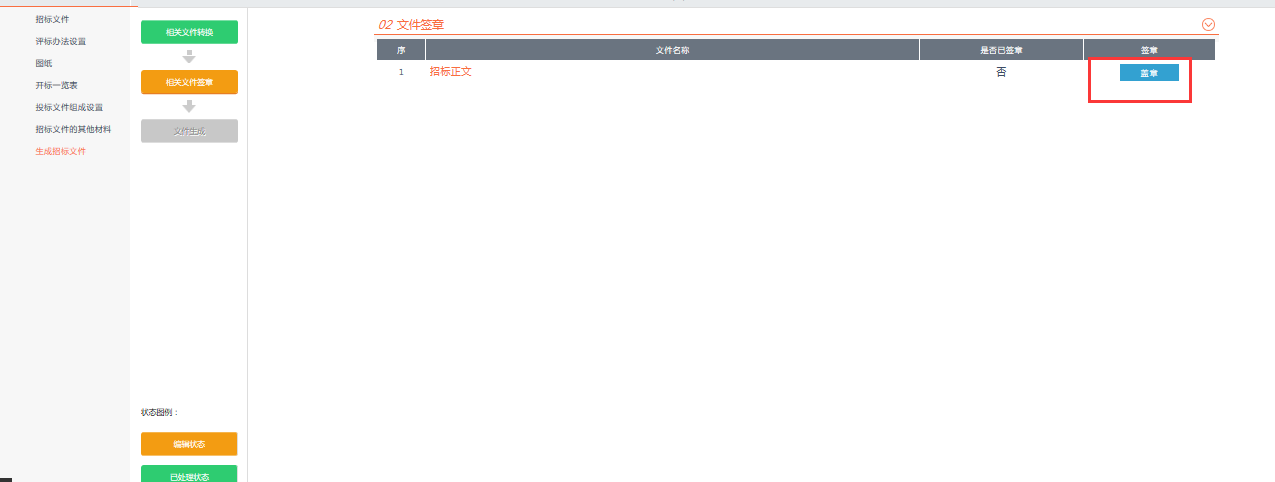 招标文件
评标办法设置
图纸
开标一览表
投标文件组成设置
招标文件的其他材料
生成招标文件
相关文件转换
相关文件签章
文件生成
状态图例：
编辑状态
已处理状态
02 文件签章
序 文件名称 是否已签章 签章
1 招标正文 否 盖章